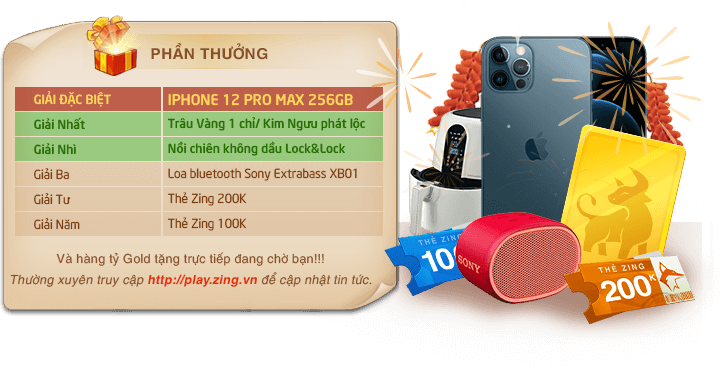 PHẦN THƯỞNG
GIẢI ĐẶC BIỆT IPHONE 12 PRO MAX 256GB
Giải Nhất Trâu Vàng 1 chỉ/ Kim Ngưu phát lộc
Giải Nhì Nồi chiên không dầu Lock&Lock
Giải Ba Loa bluetooth Sony Extrabass XB01
Giải Tư Thẻ Zing 200K
Giải Năm Thẻ Zing 100K
Và hàng tỷ Gold tặng trực tiếp đang chờ bạn!!!
Thường xuyên truy cập http://play.zing.vn để cập nhật tin tức.
THẺ ZING
10
SONY
THẺ ZING
200K